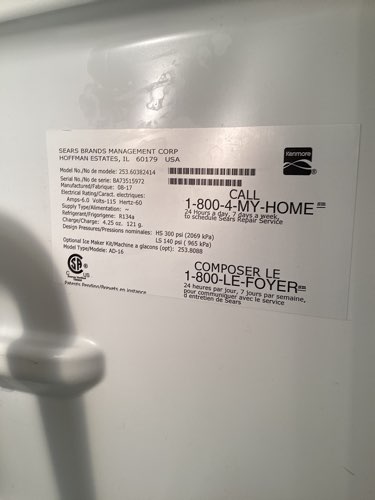 SEARS BRANDS MANAGEMENT CORP
HOFFMAN ESTATES, IL 60179 USA
Kenmore
Model No./No de modele: 253.60382414
Serial No./No de serie: BA73515972
Manufactured/Fabrique: 08-17
Electrical Rating/Caract. electriques:
Amps-6.0 Volts-115 Hertz-60
Supply Type/Alimentation: --
Refrigerant/Frigorigene: R134a
Charge/Charge: 4.25 oz. 121 g.
Design Pressures/Pressions nominales: HS 300 psi (2069 kPa)
LS 140 psi (965 kPa)
Optional Ice Maker Kit/Machine a glacons (opt): 253.8088
Model Type/Modele: AD-16
CALL
1-800-4-MY-HOME
24 Hours a day, 7 days a week,
to schedule Sears Repair Service
COMPOSER LE
1-800-LE-FOYER
24 heures par jour, 7 jours par semaine,
pour communiquer avec le service
d entretien de Sears
Patents Pending/Brevets en instance